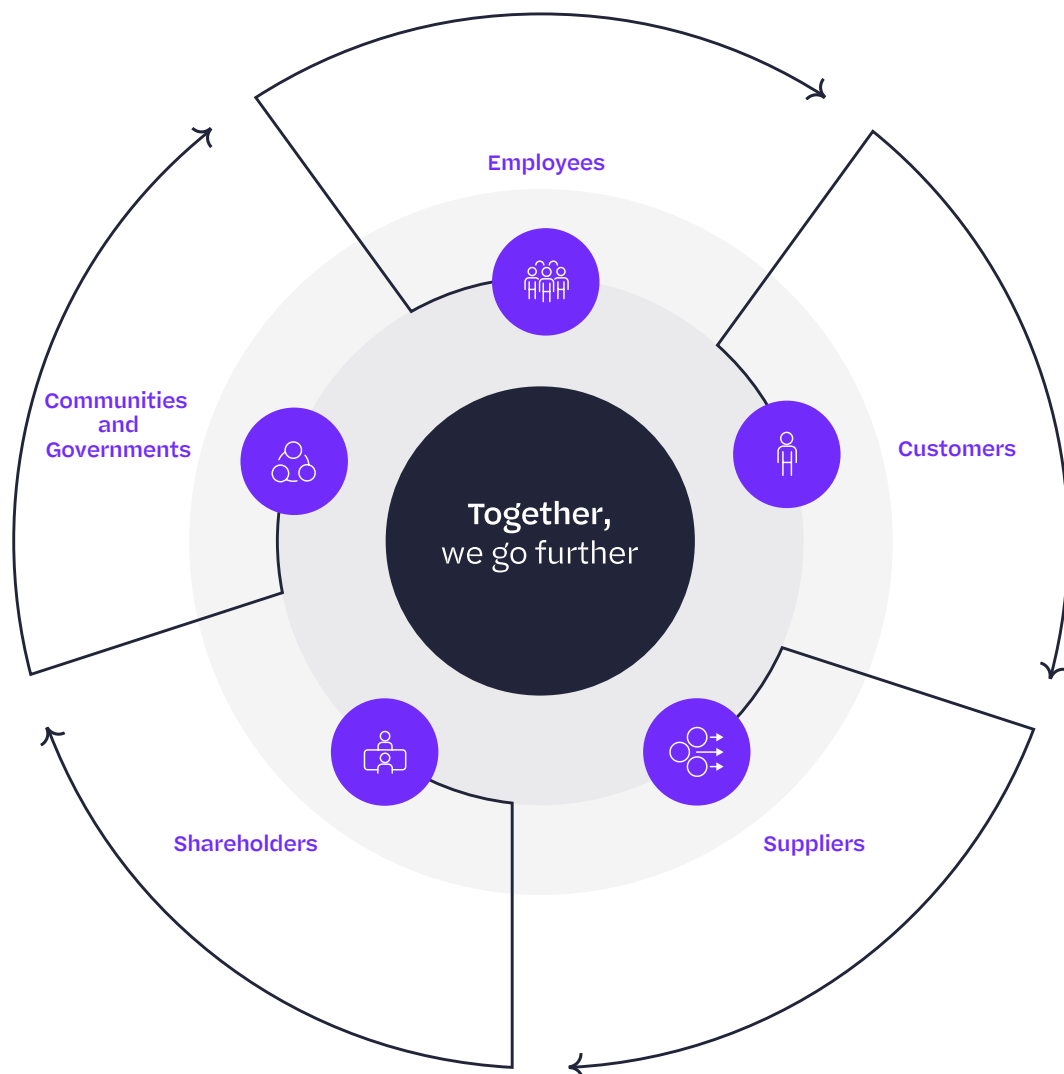 Employees
Communities
and
Governments
Customers
Together,
we go further
Shareholders
Suppliers